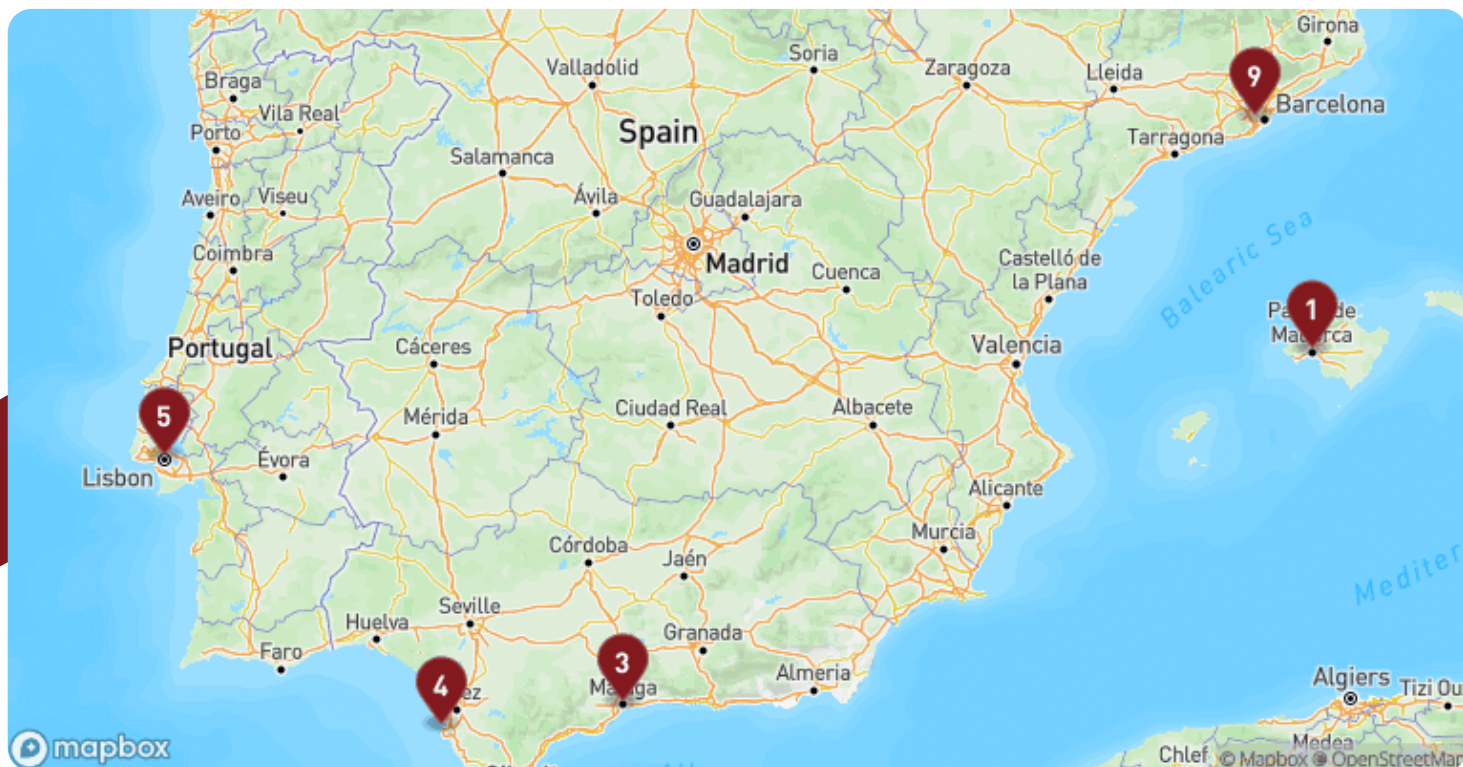 Girona
Soria
Valladolid
Zaragoza
Lleida
9
Braga
Barcelona
Vila Real
Porto
Spain
Tarragona
Salamanca
Aveiro
Viseu
Ávila
Guadalajara
Coimbra
Madrid
Cuenca
Castelló de
la Plana
Balearic Sea
Toledo
1
de
Portugal
Cáceres
Valencia
5
Mérida
Ciudad Real
Albacete
Lisbon
Évora
Alicante
Murcia
Córdoba
Jaén
Mediter
Seville
Huelva
Granada
Faro
3
Almeria
4
ez
Algiers
Tizi Ou
mapbox
Chlef
Medea
© Mapbox © OpenStreetMap